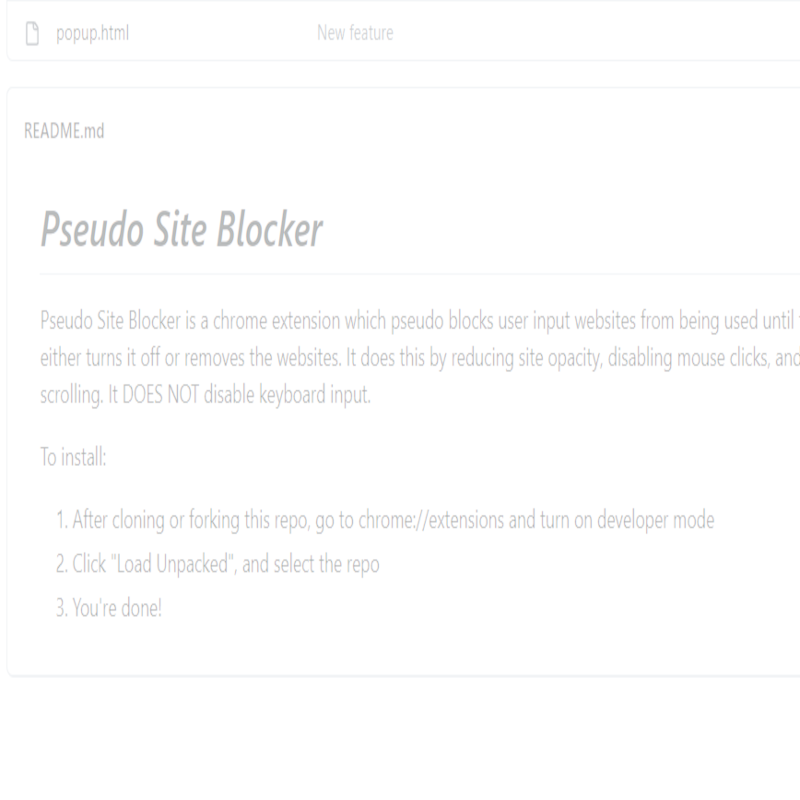 popup.html New feature
README.md
Pseudo Site Blocker
Pseudo Site Blocker is a chrome extension which pseudo blocks user input websites from being used until
either turns it off or removes the websites. It does this by reducing site opacity, disabling mouse clicks, and
scrolling. It DOES NOT disable keyboard input.
To install:
1. After cloning or forking this repo, go to chrome://extensions and turn on developer mode
2. Click "Load Unpacked", and select the repo
3. You're done!